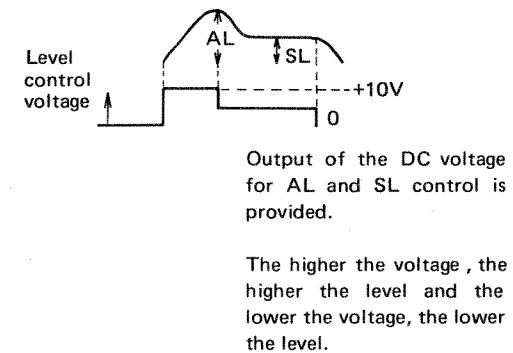 AL
SL
Level
control
voltage
+10V
0
Output of the DC voltage
for AL and SL control is
provided.
The higher the voltage , the
higher the level and the
lower the voltage, the lower
the level.